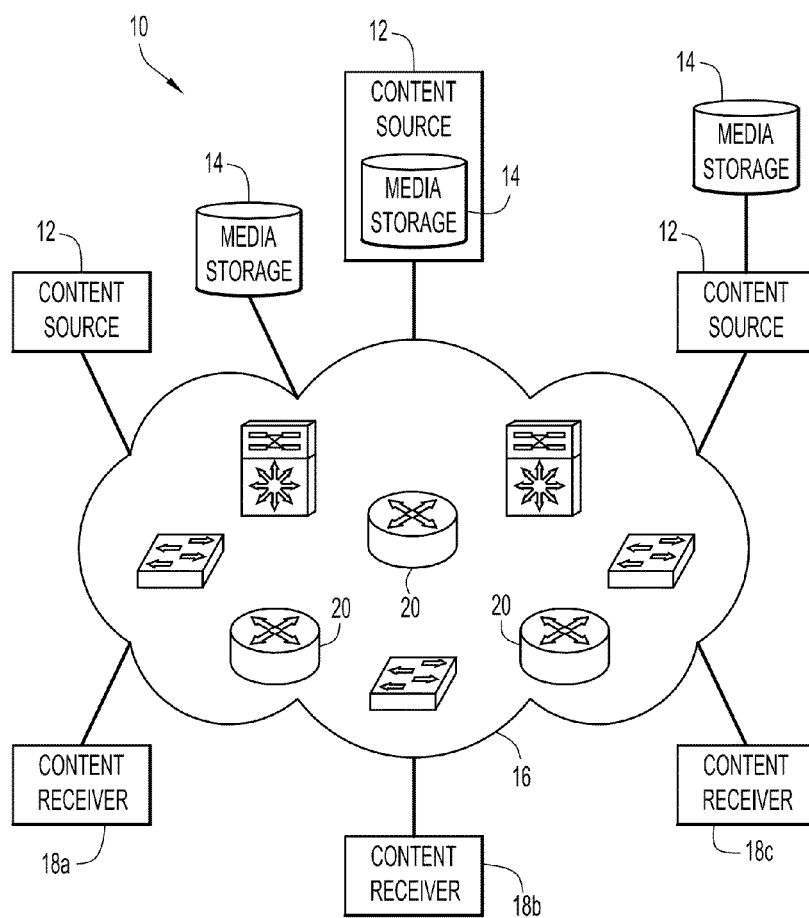 10
12
CONTENT
SOURCE
MEDIA
STORAGE
14
14
MEDIA
STORAGE
14
MEDIA
STORAGE
12
CONTENT
SOURCE
12
CONTENT
SOURCE
20
20
20
16
CONTENT
RECEIVER
18a
CONTENT
RECEIVER
18b
CONTENT
RECEIVER
18c